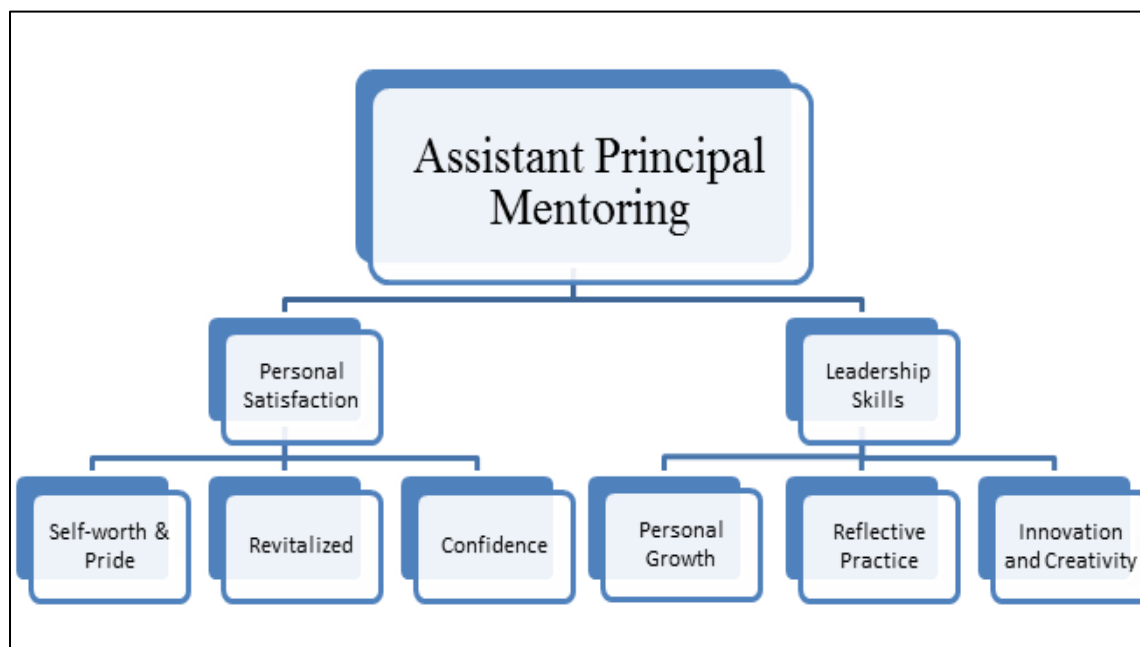 Assistant Principal
Mentoring
Personal
Satisfaction
Leadership
Skills
Self-worth &
Pride
Revitalized
Confidence
Personal
Growth
Reflective
Practice
Innovation
and Creativity